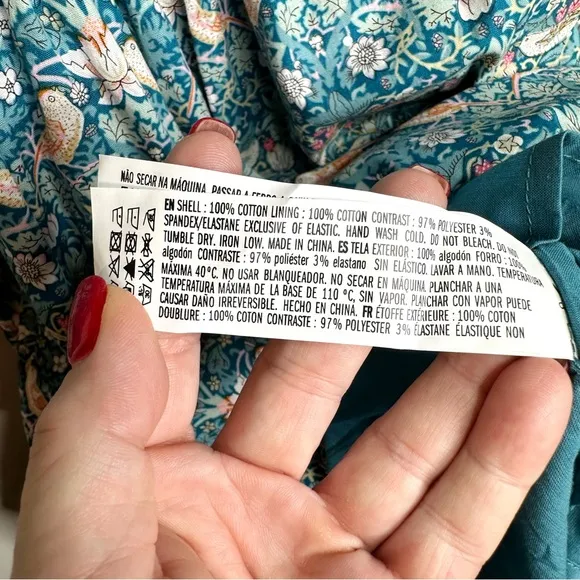 NÃO SECAR NA MÁQUINA. PASSAR A FERRO A
EN SHELL : 100% COTTON LINING : 100% COTTON CONTRAST : 97% POLYESTER 3%
SPANDEX/ELASTANE EXCLUSIVE OF ELASTIC. HAND WASH COLD. DO NOT BLEACH. DO NOT
TUMBLE DRY. IRON LOW. MADE IN CHINA. ES TELA EXTERIOR : 100% algodón FORRO : 100%
algodón CONTRASTE : 97% poliéster 3% elastano SIN ELÁSTICO. LAVAR A MANO. TEMPERATURA
MÁXIMA 40°C. NO USAR BLANQUEADOR. NO SECAR EN MÁQUINA PLANCHAR A UNA
TEMPERATURA MÁXIMA DE LA BASE DE 110 °C, SIN VAPOR. PLANCHAR CON VAPOR PUEDE
CAUSAR DAÑO IRREVERSIBLE. HECHO EN CHINA. FR ÉTOFFE EXTÉRIEURE : 100% COTON
DOUBLURE : 100% COTON CONTRASTE : 97% POLYESTER 3% ÉLASTANE ÉLASTIQUE NON